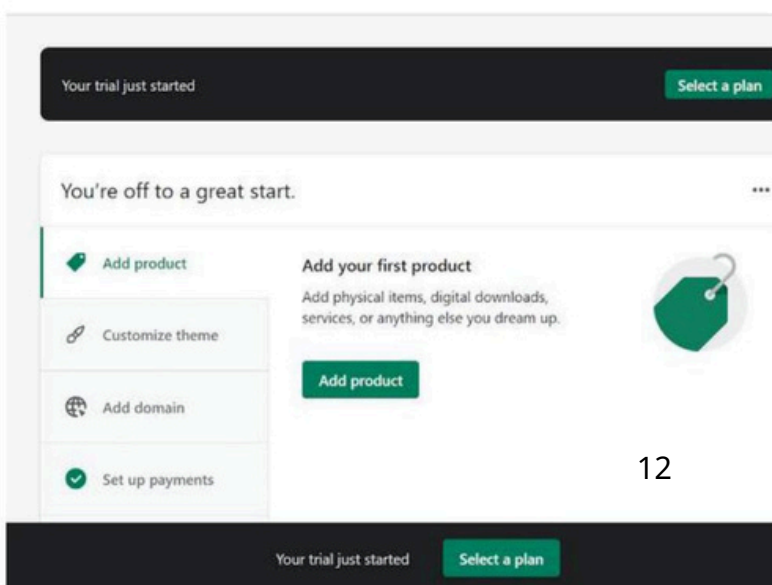 Your trial just started
Select a plan
You're off to a great start.
Add product
Customize theme
Add domain
Set up payments
Add your first product
Add physical items, digital downloads,
services, or anything else you dream up.
Add product
12
Your trial just started
Select a plan